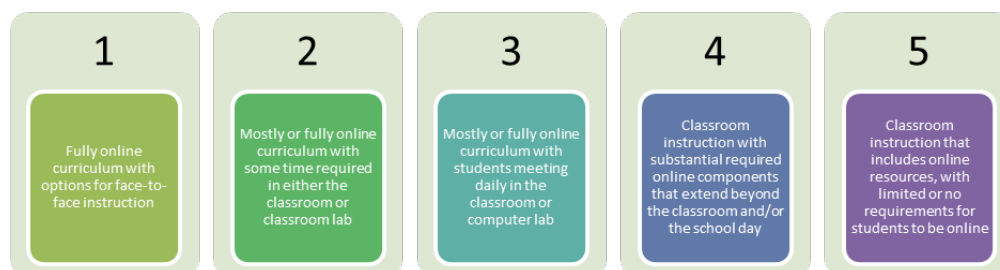 1
Fully online
curriculum with
options for face-to-
face instruction
2
Mostly or fully online
curriculum with
some time required
in either the
classroom or
classroom lab
3
Mostly or fully online
curriculum with
students meeting
daily in the
classroom or
computer lab
4
Classroom
instruction with
substantial required
online components
that extend beyond
the classroom and/or
the school day
5
Classroom
instruction that
includes online
resources, with
limited or no
requirements for
students to be online